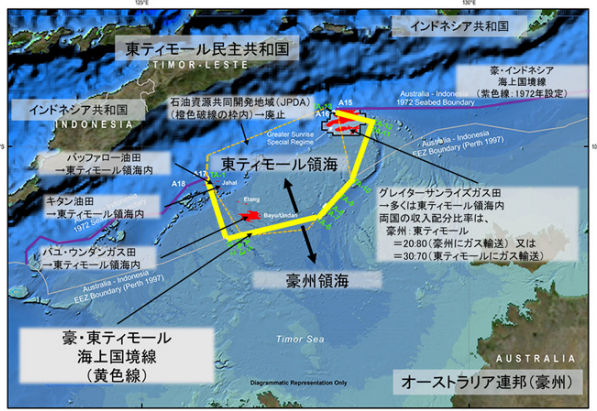 120°E
130°E
インドネシア共和国
東ティモール民主共和国
TIMOR-LESTE
豪・インドネシア
海上国境線
(紫色線:1972年設定)
石油資源共同開発地域(JPDA)
(橙色破線の枠内)→廃止
インドネシア共和国
INDONESIA
A15
Australia - Indonesia
1972 Seabed Boundary
Greater Sunrise
Special Regime
Australia - Indonesia
EEZ Boundary (Perth 1997)
バッファロー油田
→東ティモール領海内
東ティモール領海
A17
A18
Jahal
キタン油田
→東ティモール領海内
Elang
Bayu/Undan
グレイターサンライズガス田
→多くは東ティモール領海内
両国の収入配分比率は、
豪州:東ティモール
=20:80(豪州にガス輸送) 又は
=30:70(東ティモールにガス輸送)
バユ・ウンダンガス田
→東ティモール領海内
Australia - Indonesia
EEZ Boundary (Perth 1997)
豪州領海
豪・東ティモール
海上国境線
(黄色線)
Timor Sea
AUSTRALIA
Diagrammatic Representation Only
オーストラリア連邦(豪州)